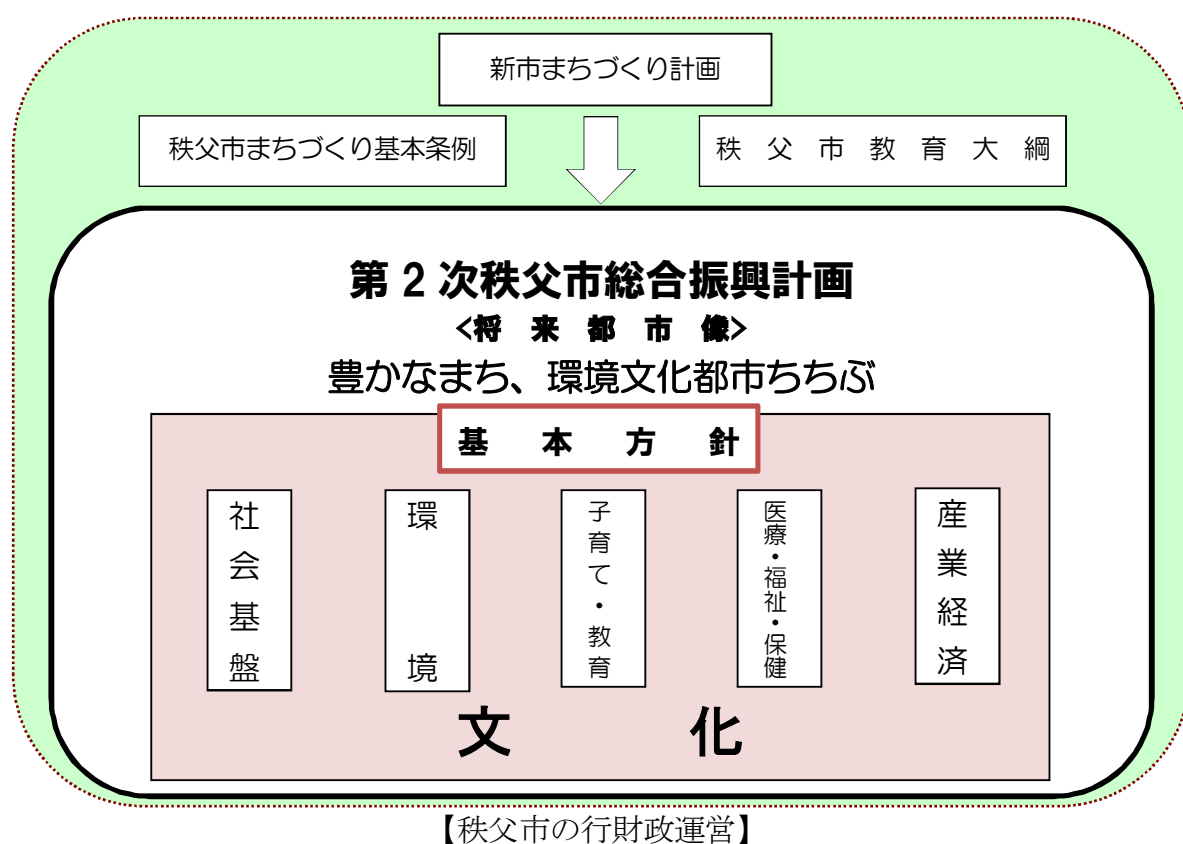 新市まちづくり計画
秩父市まちづくり基本条例
秩父市教育大綱
第2次秩父市総合振興計画
<将来都市像>
豊かなまち、環境文化都市ちちぶ
基本方針
社会基盤
環境
子育て・教育
医療・福祉・保健
産業経済
文化
【秩父市の行財政運営】